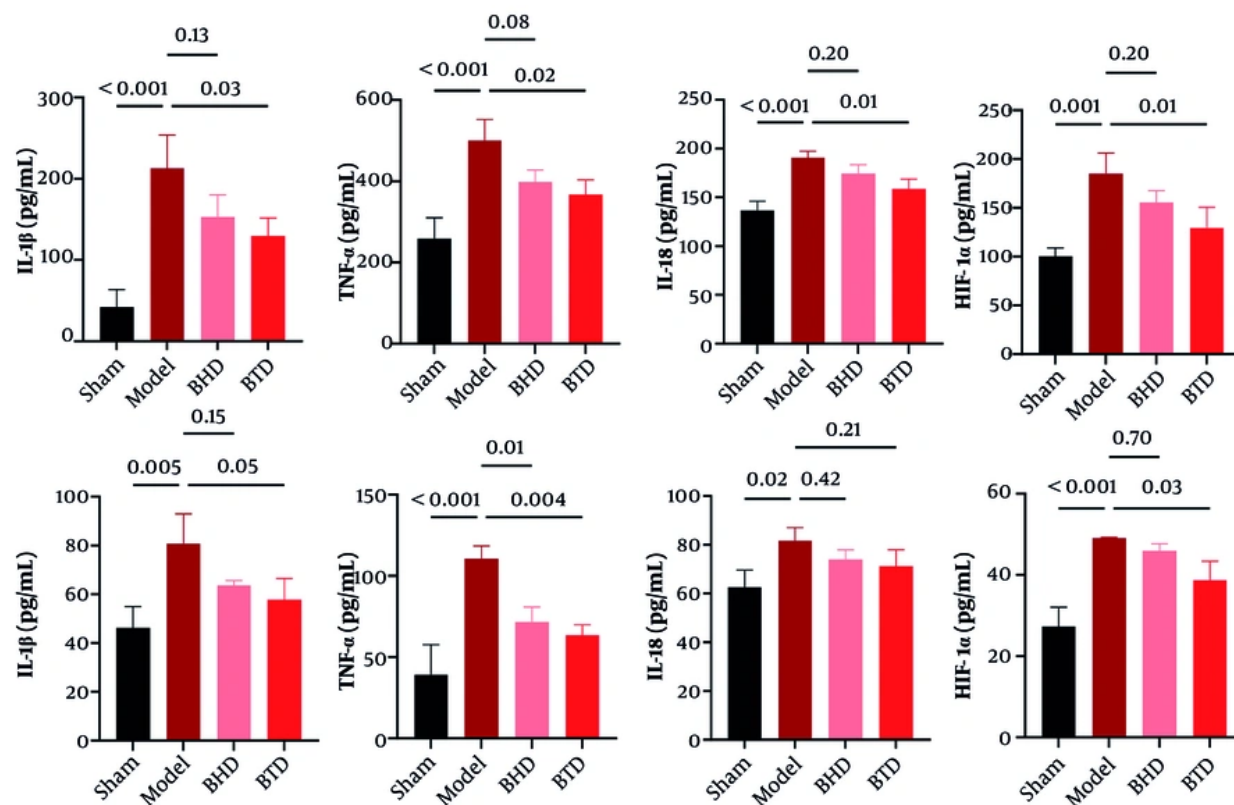 0.13
< 0.001 0.03
300
200
100
0
IL-1β (pg/mL)
Sham Model BHD BTD
0.08
< 0.001 0.02
600
400
200
0
TNF-α (pg/mL)
Sham Model BHD BTD
0.20
< 0.001 0.01
250
200
150
100
50
0
IL-18 (pg/mL)
Sham Model BHD BTD
0.20
0.001 0.01
250
200
150
100
50
0
HIF-1α (pg/mL)
Sham Model BHD BTD
0.15
0.005 0.05
100
80
60
40
20
0
IL-1β (pg/mL)
Sham Model BHD BTD
0.01
< 0.001 0.004
150
100
50
0
TNF-α (pg/mL)
Sham Model BHD BTD
0.21
0.02 0.42
100
80
60
40
20
0
IL-18 (pg/mL)
Sham Model BHD BTD
0.70
< 0.001 0.03
60
40
20
0
HIF-1α (pg/mL)
Sham Model BHD BTD